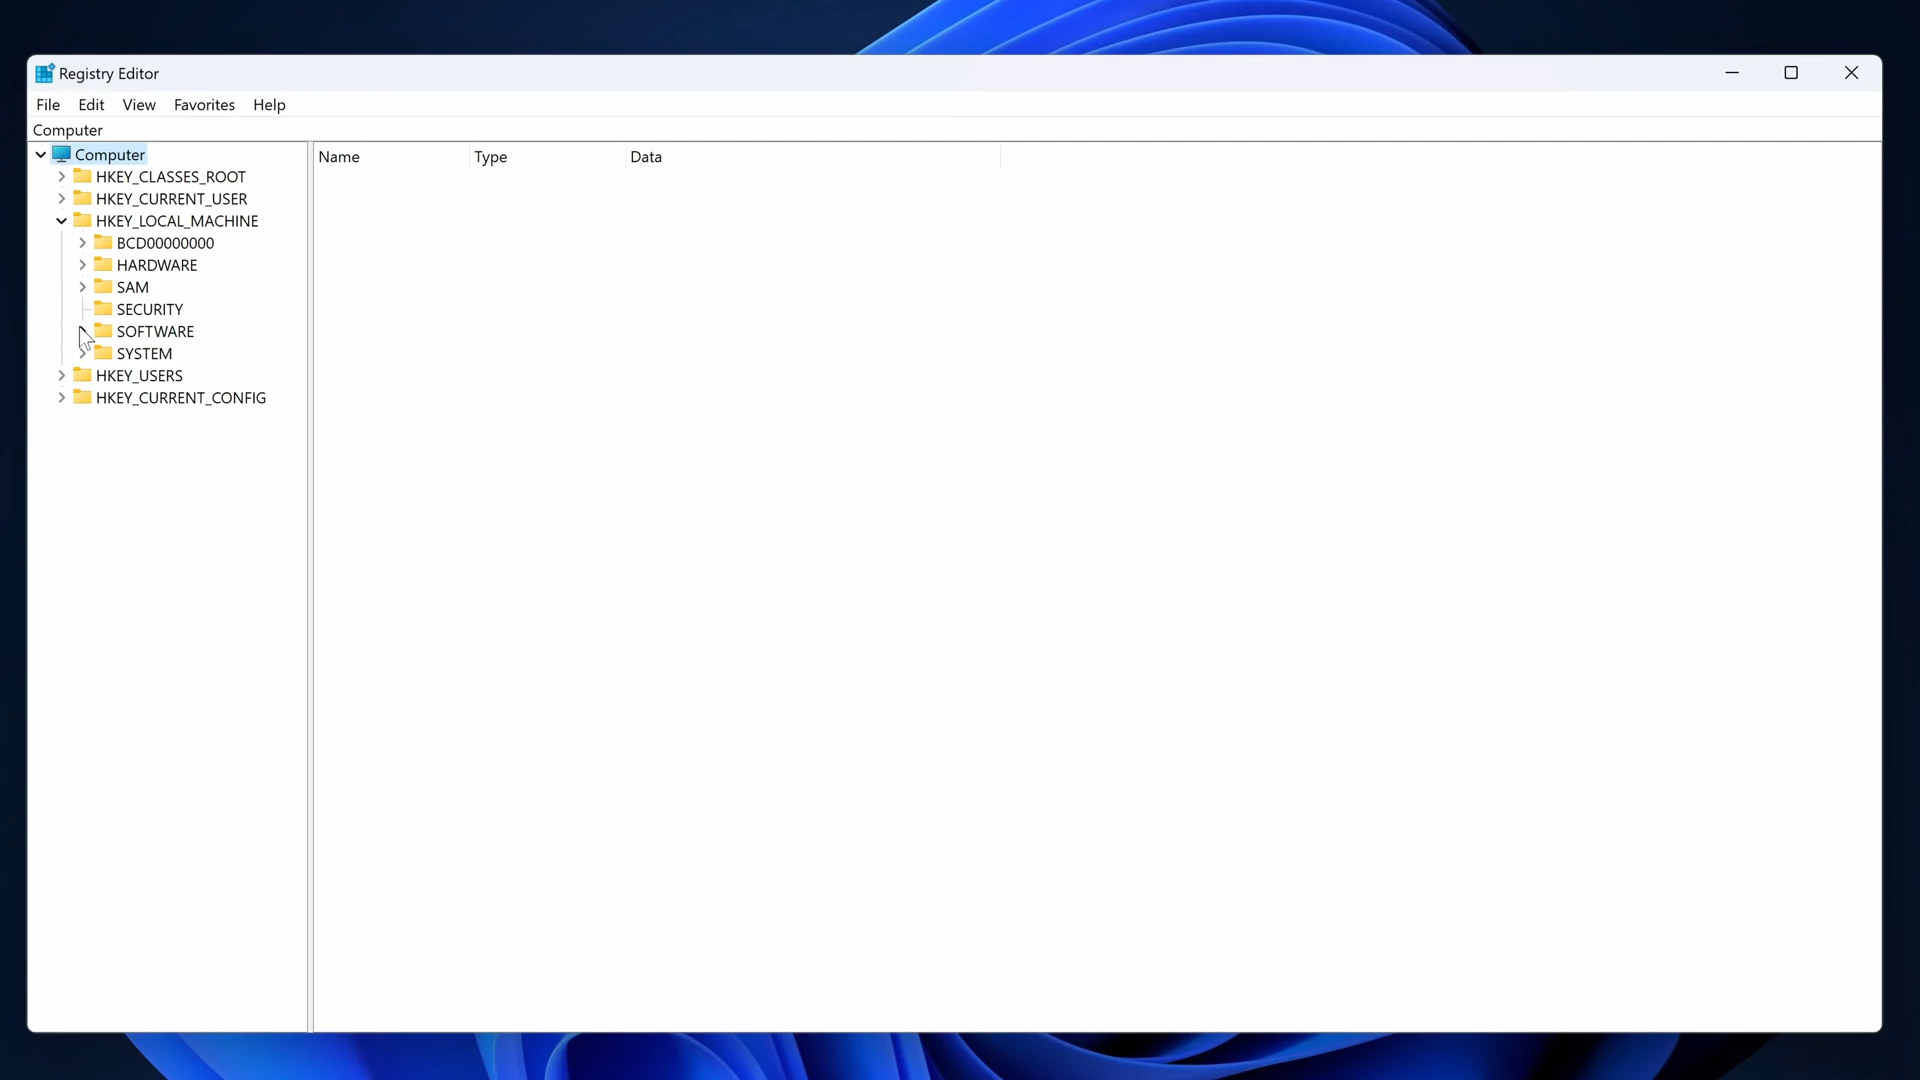 Registry Editor
File Edit View Favorites Help
Computer
Computer
HKEY_CLASSES_ROOT
HKEY_CURRENT_USER
HKEY_LOCAL_MACHINE
BCD00000000
HARDWARE
SAM
SECURITY
SOFTWARE
SYSTEM
HKEY_USERS
HKEY_CURRENT_CONFIG
Name Type Data